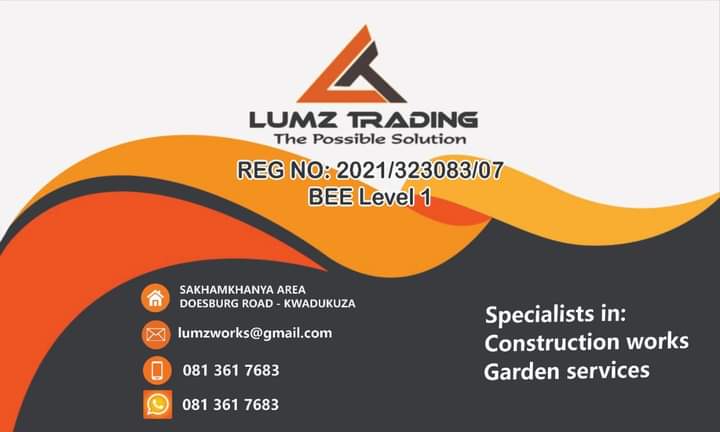 LUMZ TRADING
The Possible Solution
REG NO: 2021/323083/07
BEE Level 1
SAKHAMKHANYA AREA
DOESBURG ROAD - KWADUKUZA
lumzworks@gmail.com
081 361 7683
081 361 7683
Specialists in:
Construction works
Garden services